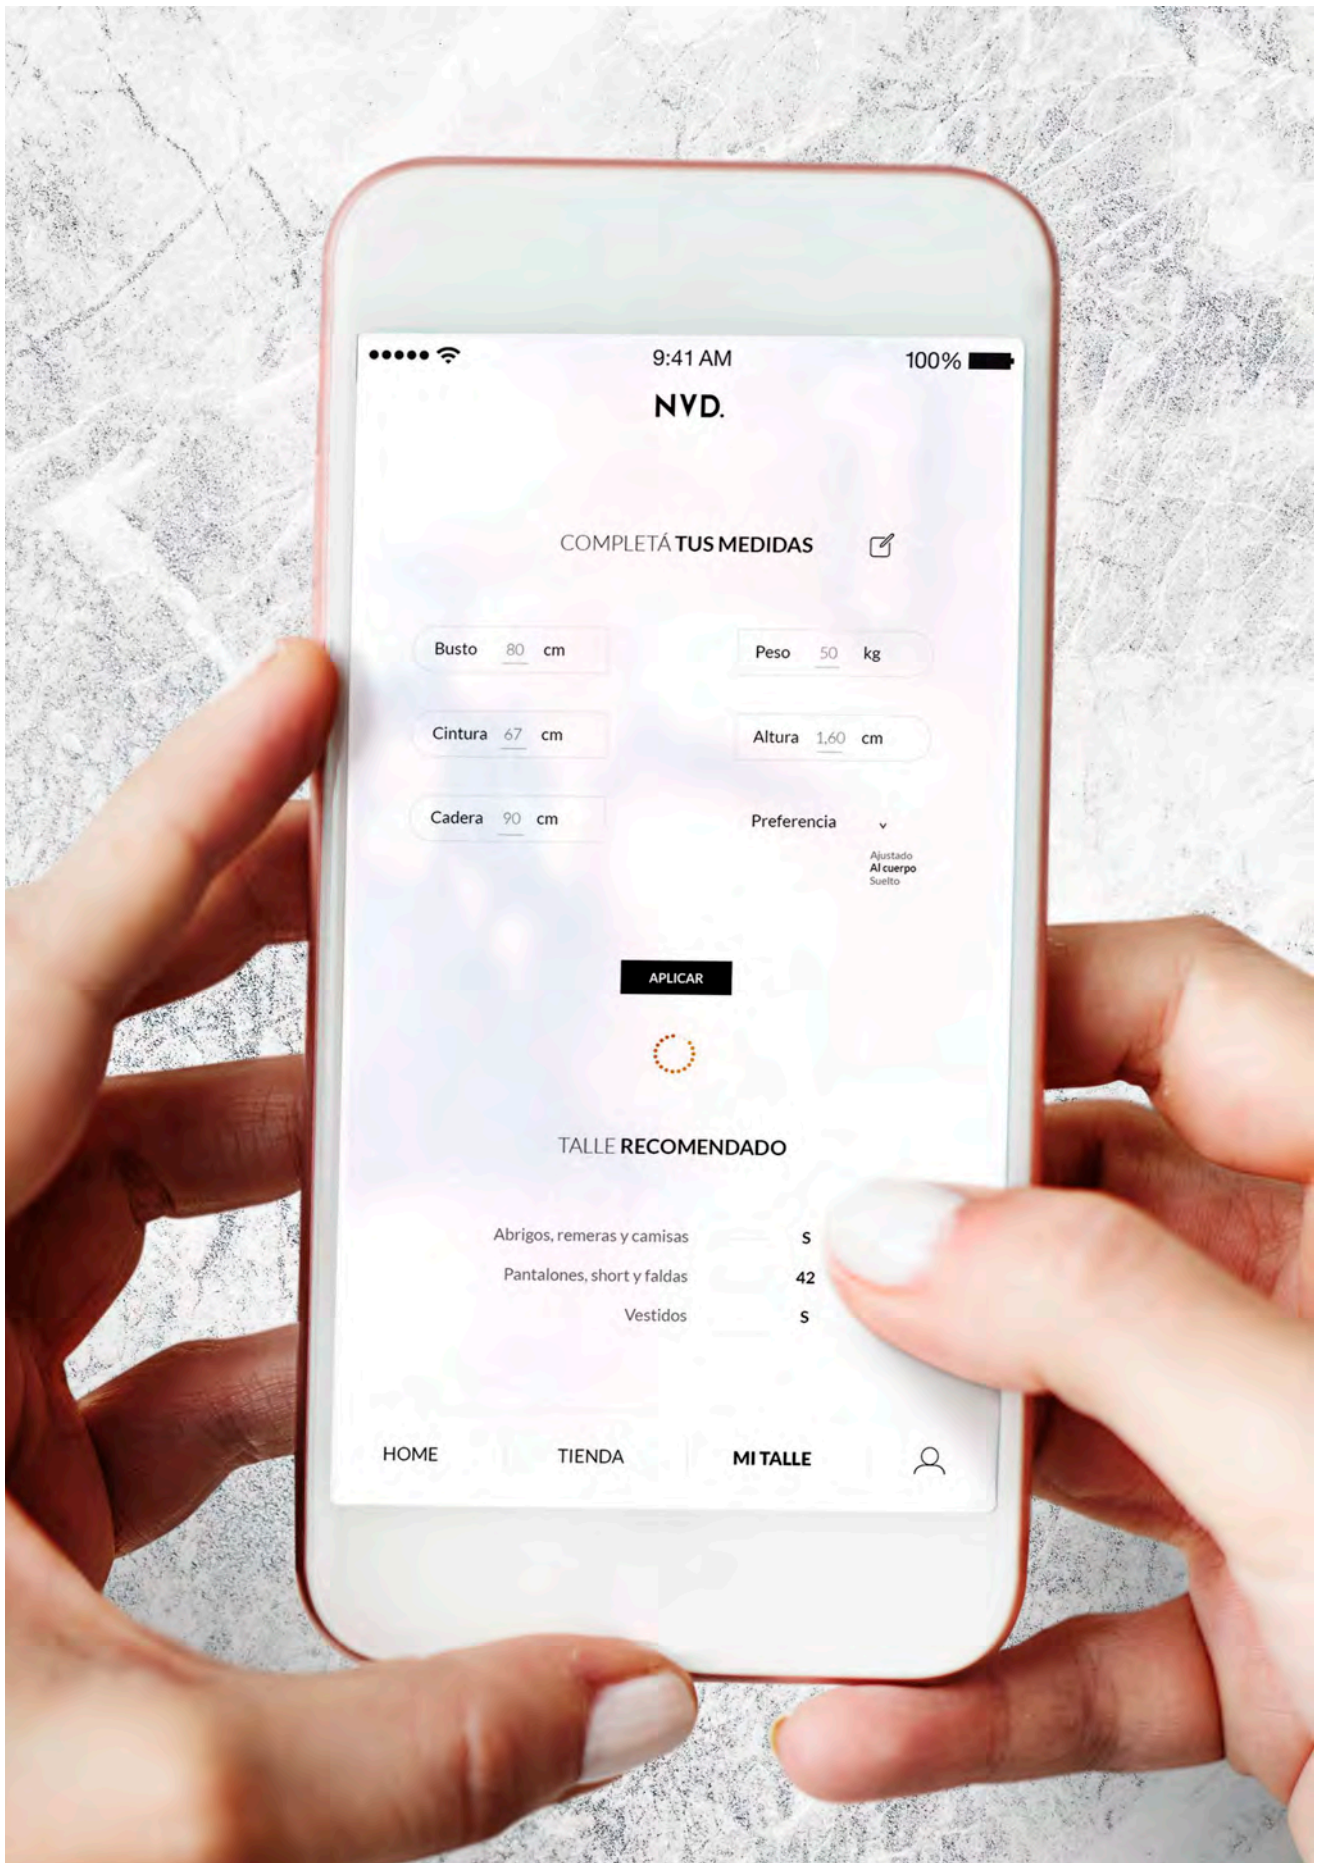 9:41 AM 100%
NVD.
COMPLETÁ TUS MEDIDAS
Busto 80 cm
Peso 50 kg
Cintura 67 cm
Altura 1,60 cm
Cadera 90 cm
Preferencia
Ajustado
Al cuerpo
Suelto
APLICAR
TALLE RECOMENDADO
Abrigos, remeras y camisas S
Pantalones, short y faldas 42
Vestidos S
HOME TIENDA MI TALLE